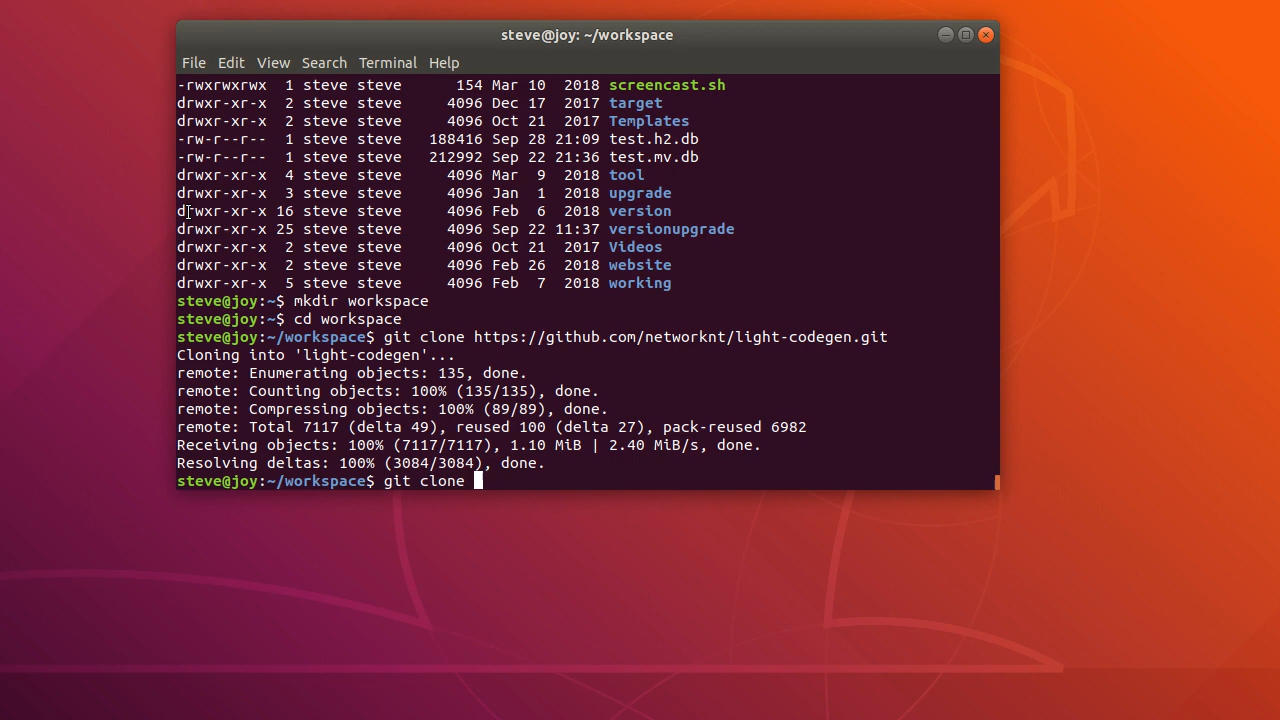 steve@joy: ~/workspace
File Edit View Search Terminal Help
-rwxrwxrwx  1 steve steve      154 Mar 10  2018 screencast.sh
drwxr-xr-x  2 steve steve     4096 Dec 17  2017 target
drwxr-xr-x  2 steve steve     4096 Oct 21  2017 Templates
-rw-r--r--  1 steve steve   188416 Sep 28 21:09 test.h2.db
-rw-r--r--  1 steve steve   212992 Sep 22 21:36 test.mv.db
drwxr-xr-x  4 steve steve     4096 Mar  9  2018 tool
drwxr-xr-x  3 steve steve     4096 Jan  1  2018 upgrade
drwxr-xr-x 16 steve steve     4096 Feb  6  2018 version
drwxr-xr-x 25 steve steve     4096 Sep 22 11:37 versionupgrade
drwxr-xr-x  2 steve steve     4096 Oct 21  2017 Videos
drwxr-xr-x  2 steve steve     4096 Feb 26  2018 website
drwxr-xr-x  5 steve steve     4096 Feb  7  2018 working
steve@joy:~$ mkdir workspace
steve@joy:~$ cd workspace
steve@joy:~/workspace$ git clone https://github.com/networknt/light-codegen.git
Cloning into 'light-codegen'...
remote: Enumerating objects: 135, done.
remote: Counting objects: 100% (135/135), done.
remote: Compressing objects: 100% (89/89), done.
remote: Total 7117 (delta 49), reused 100 (delta 27), pack-reused 6982
Receiving objects: 100% (7117/7117), 1.10 MiB | 2.40 MiB/s, done.
Resolving deltas: 100% (3084/3084), done.
steve@joy:~/workspace$ git clone